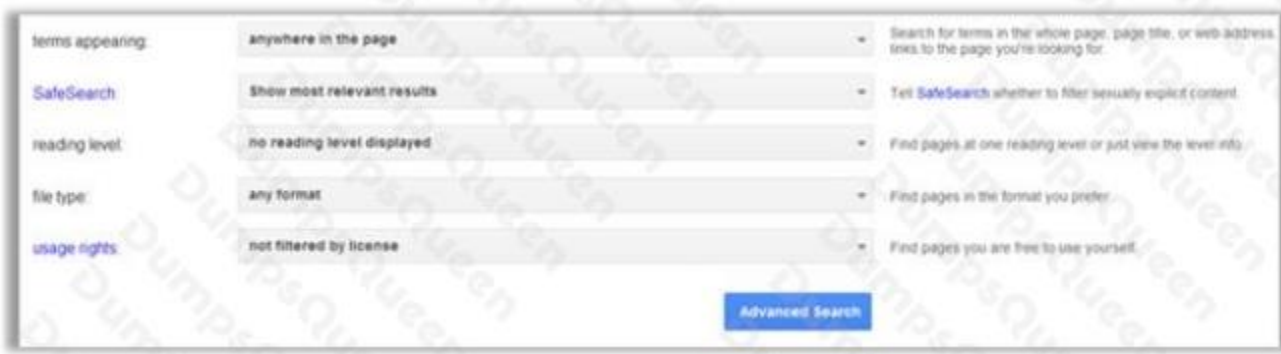 terms appearing: anywhere in the page Search for terms in the whole page, page title, or web address,
links to the page you're looking for.
SafeSearch Show most relevant results Tell SafeSearch whether to filter sexually explicit content.
reading level: no reading level displayed Find pages at one reading level or just view the level info.
file type: any format Find pages in the format you prefer.
usage rights: not filtered by license Find pages you are free to use yourself.
Advanced Search
DumpsQueen